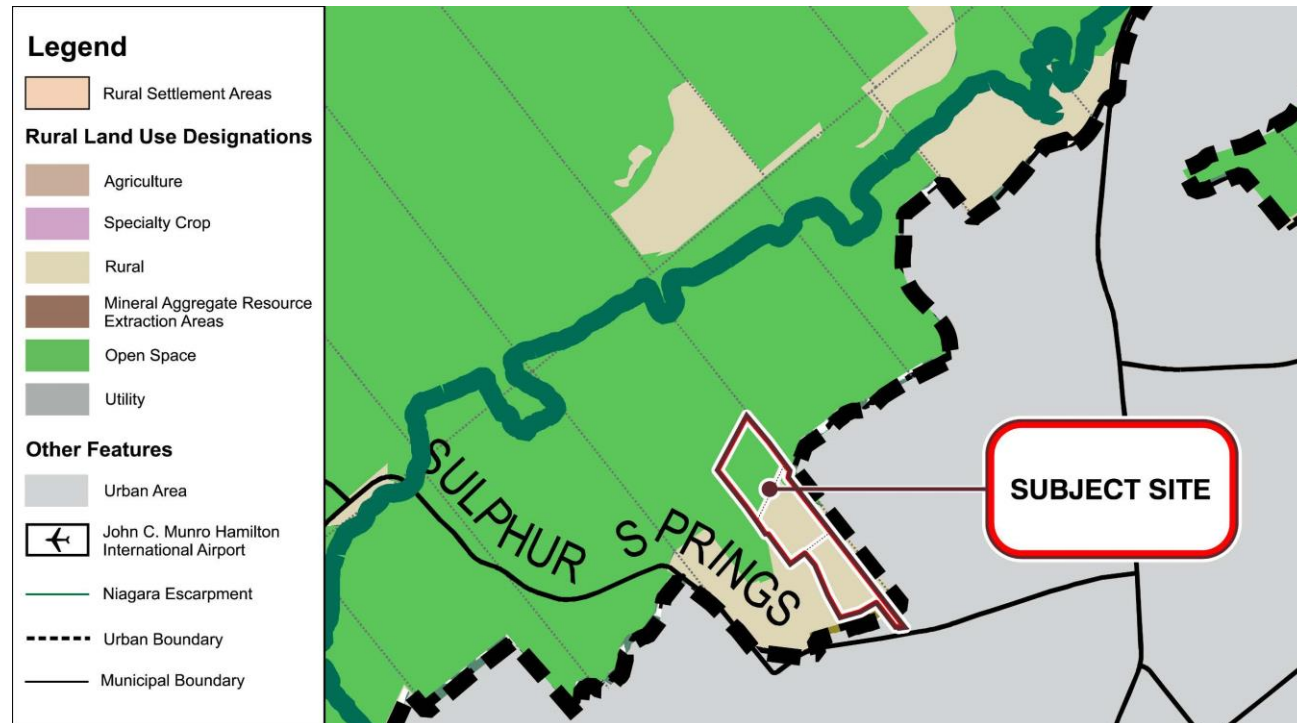 Legend
Rural Settlement Areas
Rural Land Use Designations
Agriculture
Specialty Crop
Rural
Mineral Aggregate Resource
Extraction Areas
Open Space
Utility
Other Features
Urban Area
John C. Munro Hamilton
International Airport
Niagara Escarpment
Urban Boundary
Municipal Boundary
SULPHUR SPRINGS
SUBJECT SITE